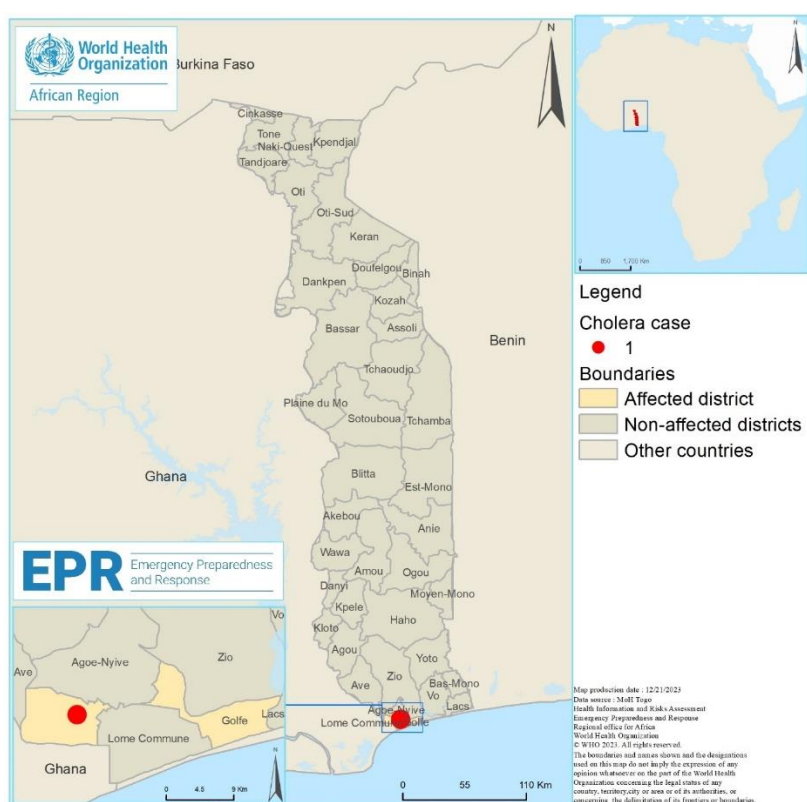 World Health
Organization
African Region
Burkina Faso
N
Cinkasse
Tone
Kpendjal
Naki-Ouest
Tandjoare
Oti
Oti-Sud
Keran
Doufelgou
Binah
Dankpen
Kozah
Bassar
Assoli
Benin
Tchaoudjo
Plaine du Mo
Sotouboua
Tchamba
Ghana
Blitta
Est-Mono
Akebou
Anie
Wawa
Amou
Ogou
Danyi
Moyen-Mono
Kpele
Kloto
Haho
Agou
Yoto
Zio
Ave
Bas-Mono
Vo
Lacs
Agoe-Nyive
Lome Commune
Golfe
0 55 110 Km
EPR
Emergency Preparedness
and Response
Vo
Agoe-Nyive
Zio
Ave
Golfe
Lacs
Lome Commune
Ghana
N
0 4.5 9 Km
N
0 850 1,700 Km
Legend
Cholera case
1
Boundaries
Affected district
Non-affected districts
Other countries
Map production date : 12/21/2023
Data source : MoH Togo
Health Information and Risks Assessment
Emergency Preparedness and Response
Regional office for Africa
World Health Organization
© WHO 2023. All rights reserved.
The boundaries and names shown and the designations
used on this map do not imply the expression of any
opinion whatsoever on the part of the World Health
Organization concerning the legal status of any
country, territory,city or area or of its authorities, or
concerning the delimitation of its frontiers or boundaries.